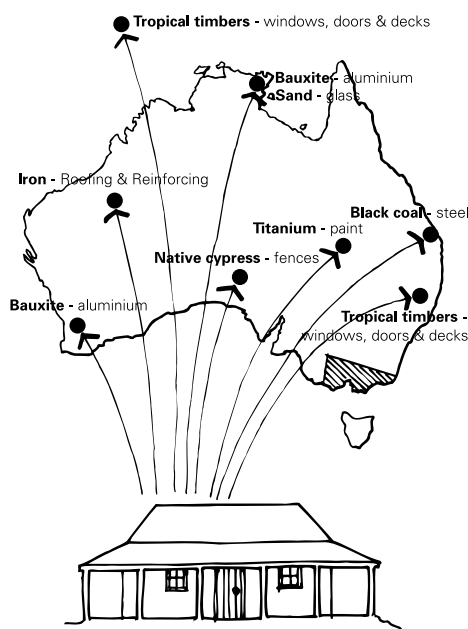 Tropical timbers - windows, doors & decks
Bauxite - aluminium
Sand - glass
Iron - Roofing & Reinforcing
Black coal - steel
Titanium - paint
Native cypress - fences
Bauxite - aluminium
Tropical timbers -
windows, doors & decks